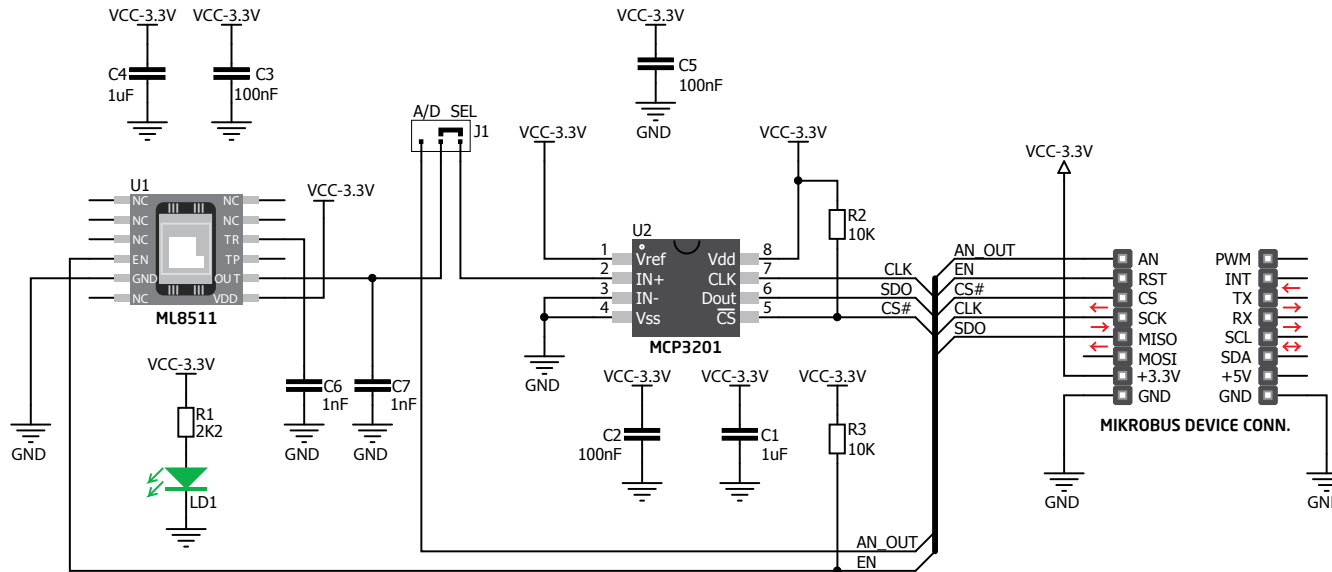 VCC-3.3V VCC-3.3V VCC-3.3V
C4 1uF
C3 100nF
C5 100nF
GND
A/D SEL
J1
VCC-3.3V
VCC-3.3V
VCC-3.3V
U1
VCC-3.3V
NC NC
NC NC
NC TR
EN TP
GND OUT
NC VDD
ML8511
U2
R2 10K
1 Vref Vdd 8
2 IN+ CLK 7
3 IN- Dout 6
4 Vss CS 5
MCP3201
CLK
SDO
CS#
AN_OUT
EN
CS#
CLK
SDO
AN PWM
RST INT
CS TX
SCK RX
MISO SCL
MOSI SDA
+3.3V +5V
GND GND
MIKROBUS DEVICE CONN.
VCC-3.3V
R1 2K2
LD1
C6 1nF
C7 1nF
GND
GND
GND
GND
VCC-3.3V
VCC-3.3V
VCC-3.3V
C2 100nF
C1 1uF
R3 10K
GND
GND
AN_OUT
EN